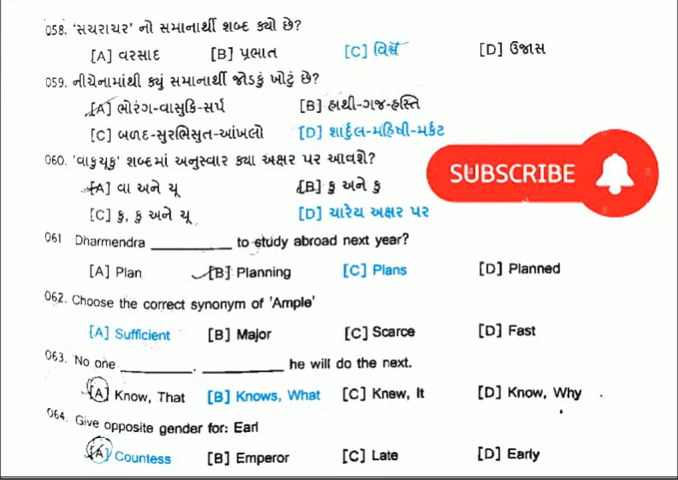 058. 'સચરાચર' નો સમાનાર્થી શબ્દ ક્યો છે?
[A] વરસાદ [B] પ્રભાત [C] વિશ્વ [D] ઉજાસ
059. નીચેનામાંથી ક્યું સમાનાર્થી જોડકું ખોટું છે?
[A] ભોરંગ-વાસુકિ-સર્પ [B] હાથી-ગજ-હસ્તિ
[C] બળદ-સુરભિસુત-આંખલો [D] શાર્દુલ-મહિષી-મર્કટ
060. 'વાકુચૂકુ' શબ્દમાં અનુસ્વાર ક્યા અક્ષર પર આવશે?
[A] વા અને ચૂ [B] કુ અને કુ
[C] કુ, કુ અને ચૂ [D] ચારેય અક્ષર પર
SUBSCRIBE
061 Dharmendra __________ to study abroad next year?
[A] Plan [B] Planning [C] Plans [D] Planned
062. Choose the correct synonym of 'Ample'
[A] Sufficient [B] Major [C] Scarce [D] Fast
063. No one _________. __________ he will do the next.
[A] Know, That [B] Knows, What [C] Knew, It [D] Know, Why
064. Give opposite gender for: Earl
[A] Countess [B] Emperor [C] Late [D] Early